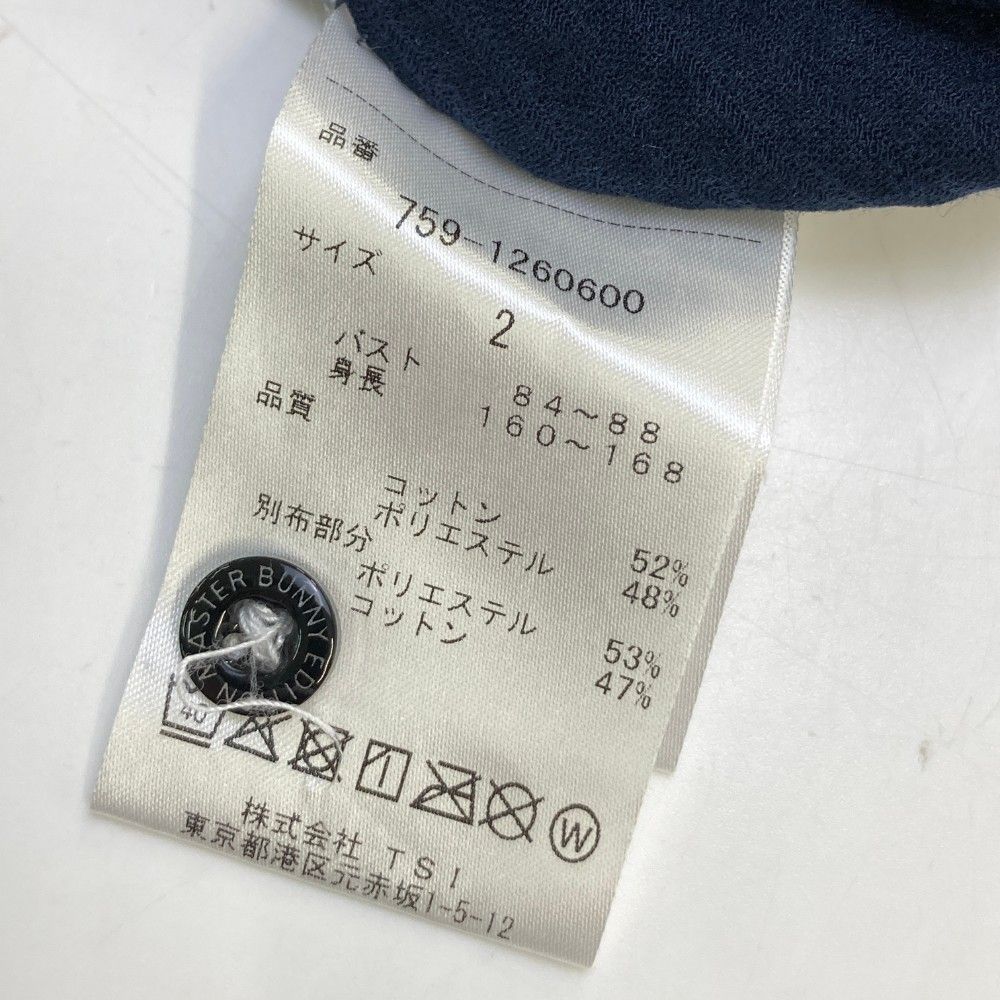 品番
759-1260600
サイズ
2
バスト 84～88
身長 160～168
品質
コットン 52%
ポリエステル 48%
別布部分
ポリエステル 53%
コットン 47%
MASTER BUNNY EDITION
40
W
株式会社 TSI
東京都港区元赤坂1-5-12